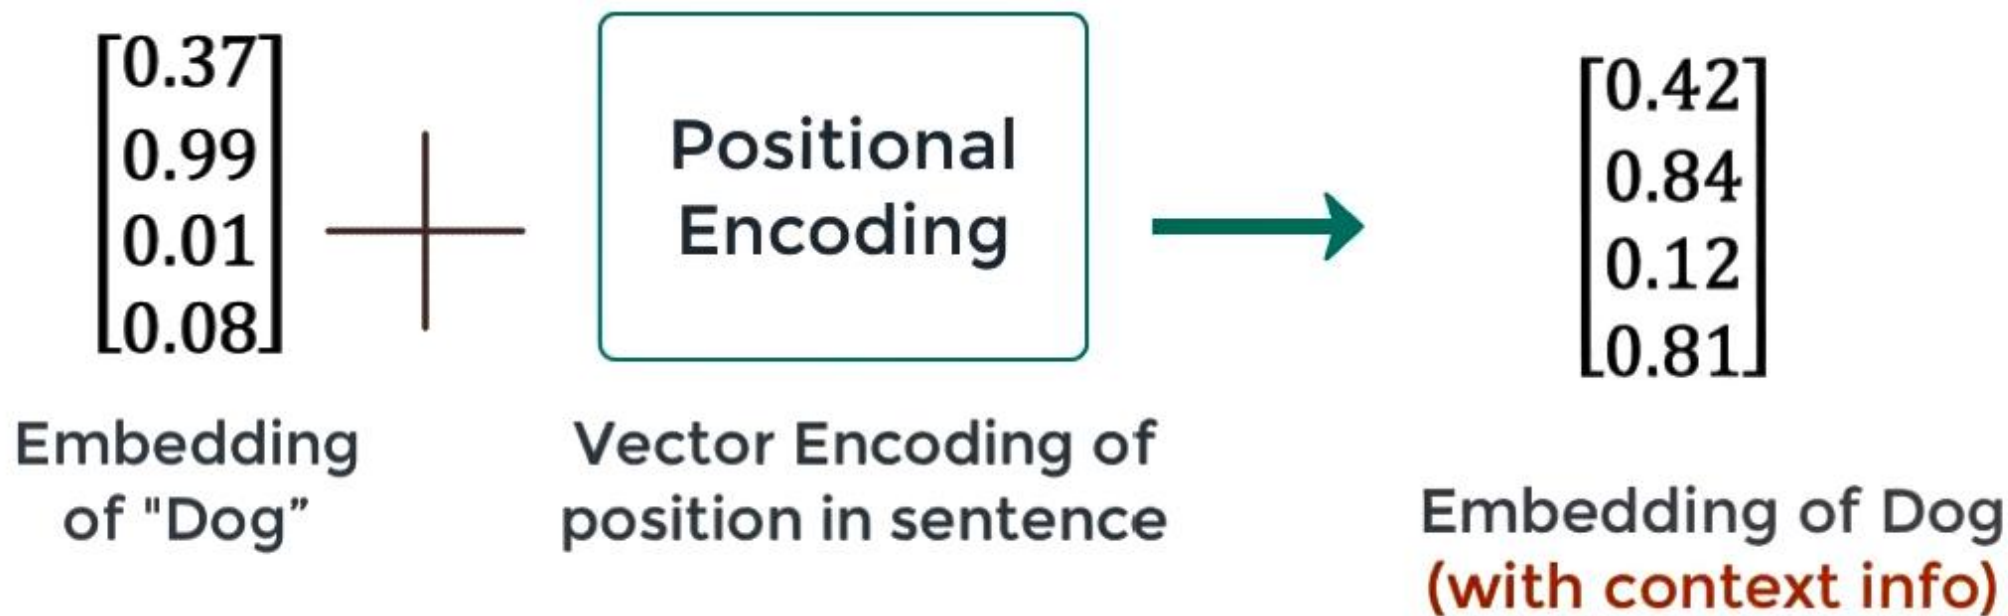 [0.37]
0.99
0.01
[0.08]
Embedding
of "Dog”
Positional
Encoding
Vector Encoding of
position in sentence
[0.42]
0.84
0.12
[0.81]
Embedding of Dog
(with context info)